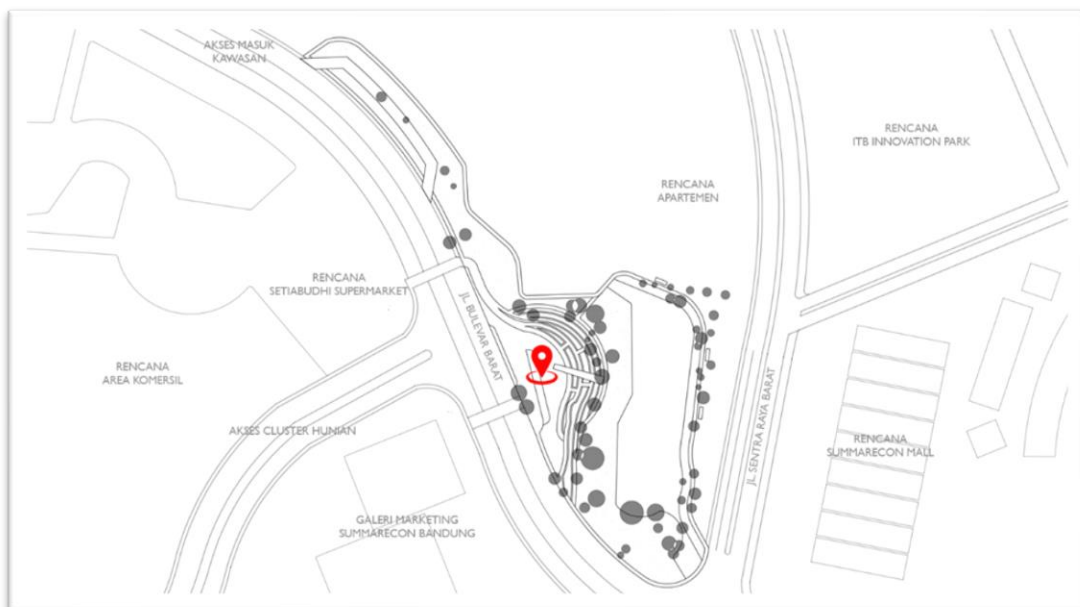 AKSES MASUK
KAWASAN
RENCANA
ITB INNOVATION PARK
RENCANA
APARTEMEN
RENCANA
SETIABUDHI SUPERMARKET
JL BULEVAR BARAT
RENCANA
AREA KOMERSIL
JL SENTRA RAYA BARAT
AKSES CLUSTER HUNIAN
RENCANA
SUMMARECON MALL
GALERI MARKETING
SUMMARECON BANDUNG